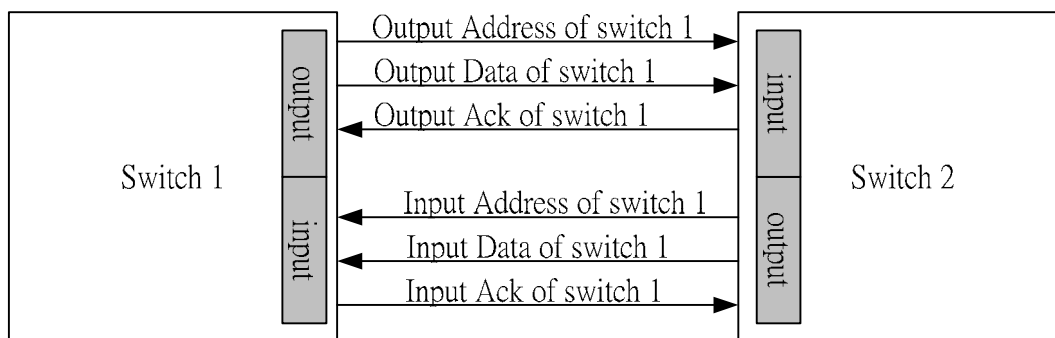 Output Address of switch 1
Output Data of switch 1
Output Ack of switch 1
output
input
Switch 1
Switch 2
Input Address of switch 1
Input Data of switch 1
Input Ack of switch 1
input
output